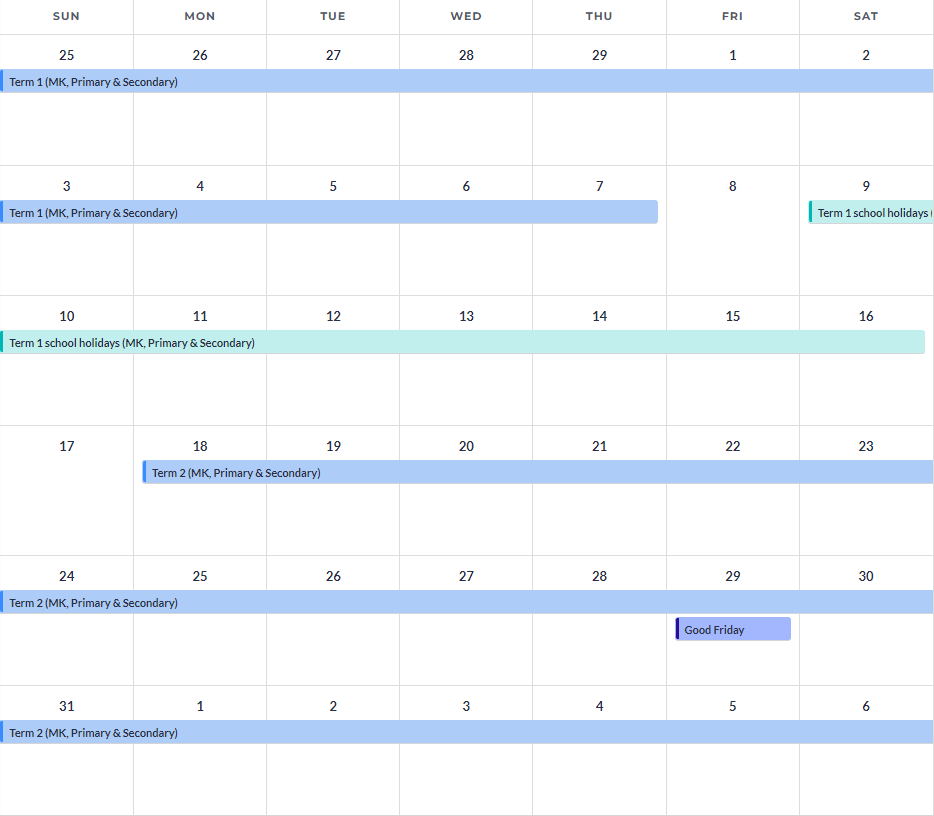 SUN MON TUE WED THU FRI SAT
25 26 27 28 29 1 2
Term 1 (MK, Primary & Secondary)
3 4 5 6 7 8 9
Term 1 (MK, Primary & Secondary) Term 1 school holidays (
10 11 12 13 14 15 16
Term 1 school holidays (MK, Primary & Secondary)
17 18 19 20 21 22 23
Term 2 (MK, Primary & Secondary)
24 25 26 27 28 29 30
Term 2 (MK, Primary & Secondary)
Good Friday
31 1 2 3 4 5 6
Term 2 (MK, Primary & Secondary)